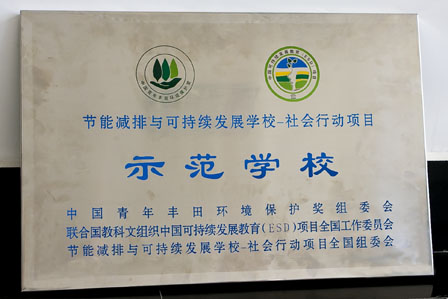 节能减排与可持续发展学校-社会行动项目
示范学校
中国青年丰田环境保护奖组委会
联合国教科文组织中国可持续发展教育(ESD)项目全国工作委员会
节能减排与可持续发展学校-社会行动项目全国组委会